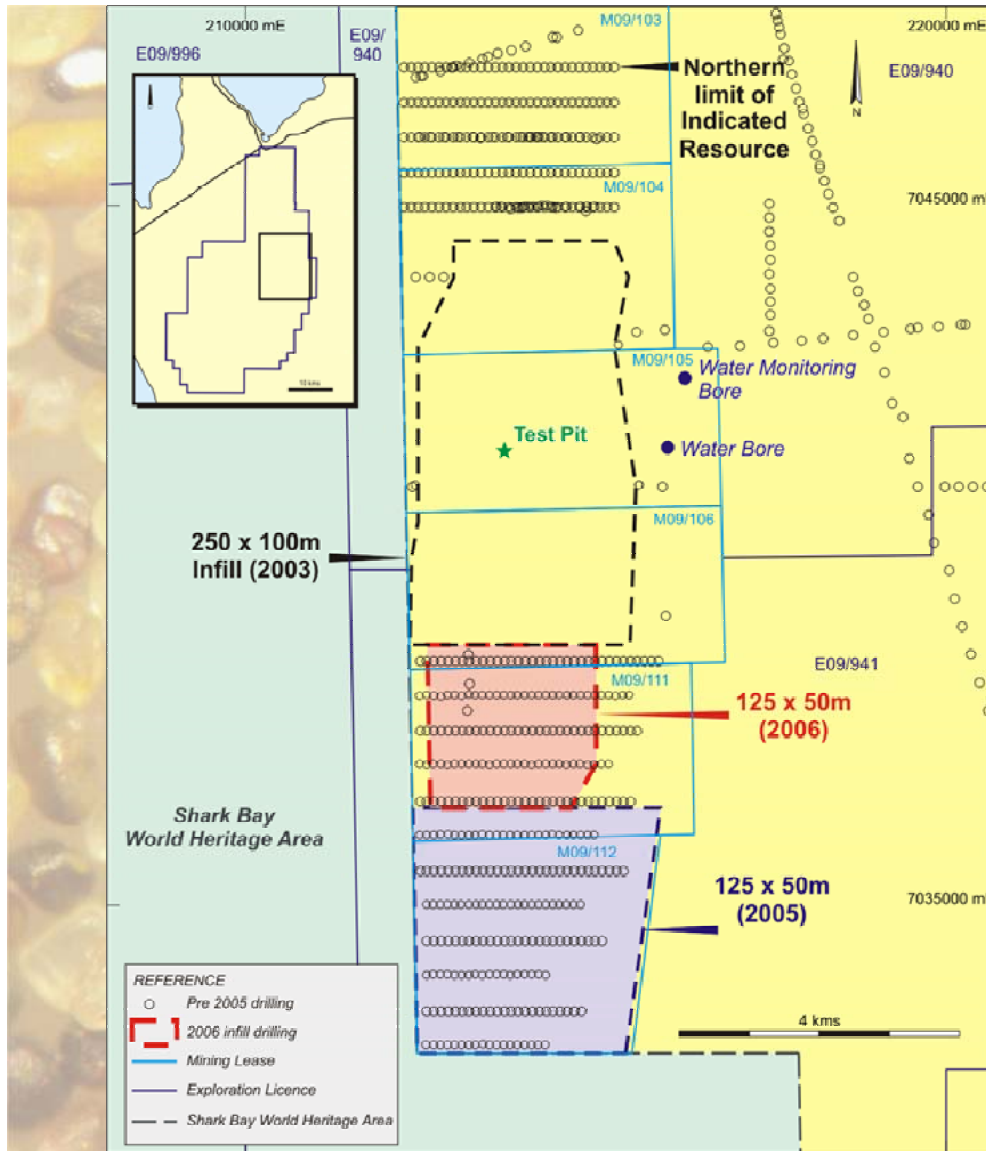 210000 mE
M09/103
220000 mE
E09/996
E09/
940
E09/940
Northern
limit of
Indicated
Resource
N
M09/104
7045000 mE
10 kms
M09/105
Water Monitoring
Bore
Test Pit
Water Bore
M09/106
250 x 100m
Infill (2003)
E09/941
M09/111
125 x 50m
(2006)
Shark Bay
World Heritage Area
M09/112
125 x 50m
(2005)
7035000 mE
REFERENCE
Pre 2005 drilling
2006 infill drilling
Mining Lease
Exploration Licence
Shark Bay World Heritage Area
4 kms